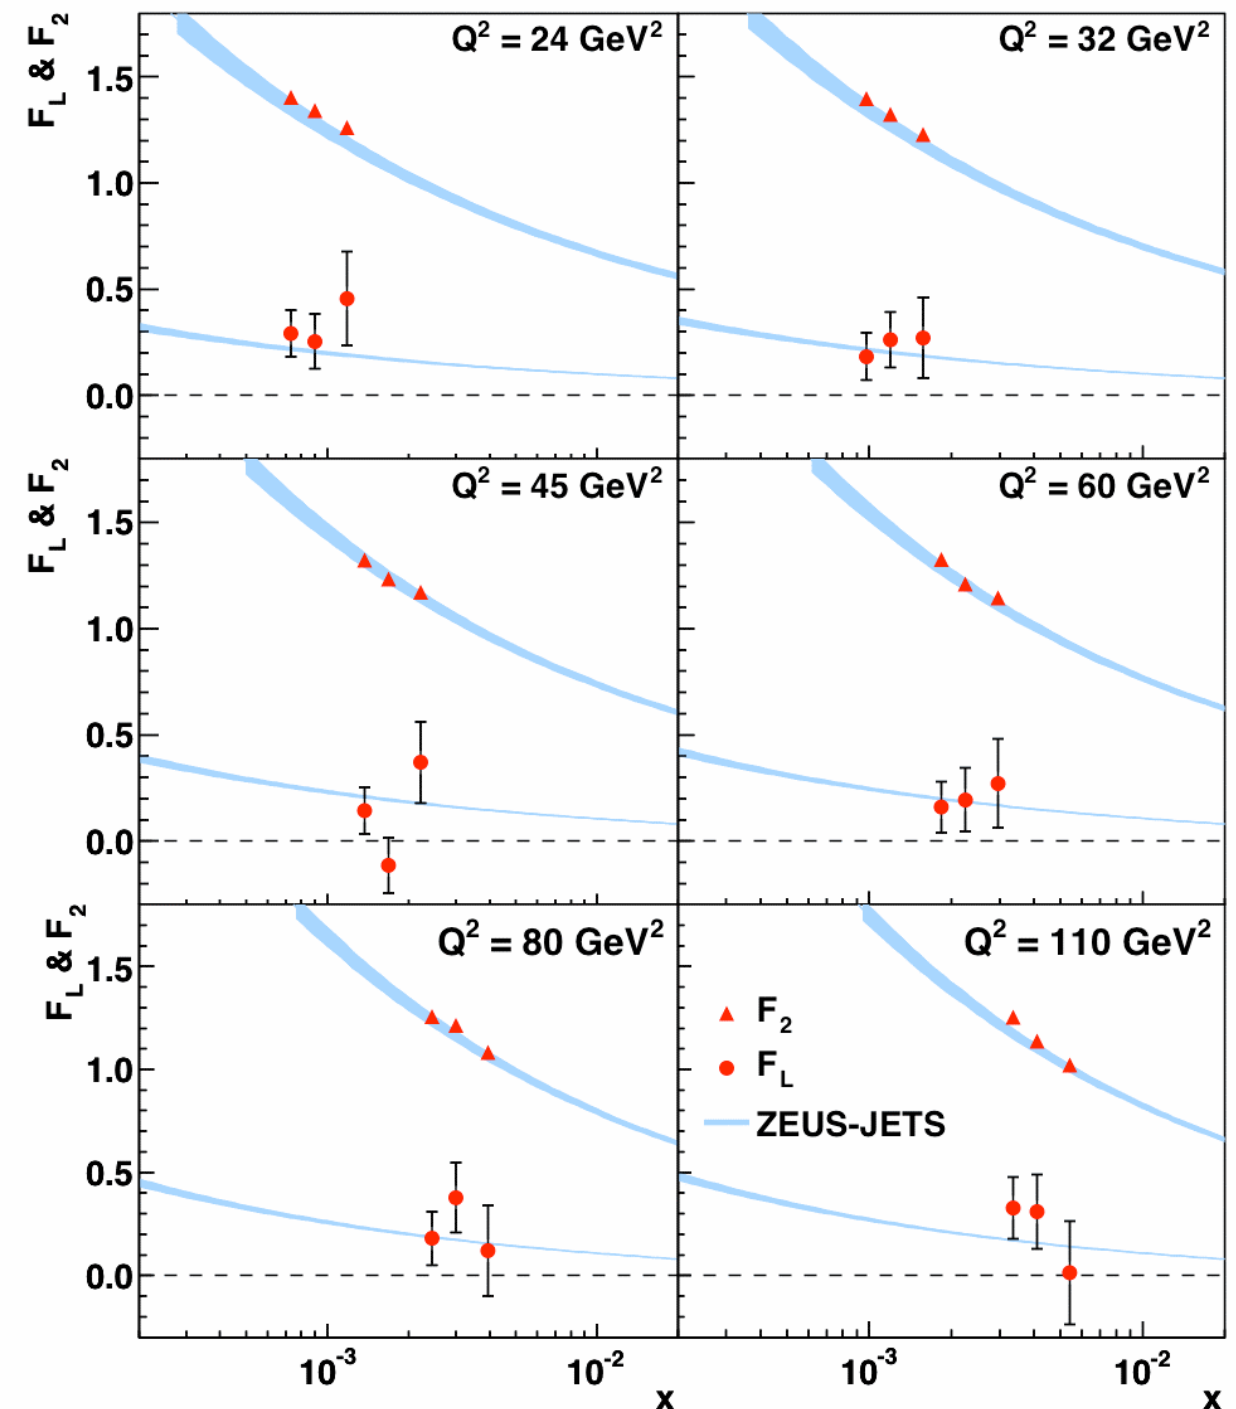 F_L & F_2
Q² = 24 GeV²
Q² = 32 GeV²
1.5
1.0
0.5
0.0
F_L & F_2
Q² = 45 GeV²
Q² = 60 GeV²
1.5
1.0
0.5
0.0
F_L & F_2
Q² = 80 GeV²
Q² = 110 GeV²
1.5
1.0
0.5
0.0
F_2
F_L
ZEUS-JETS
10⁻³
10⁻²
10⁻³
10⁻²
x
x